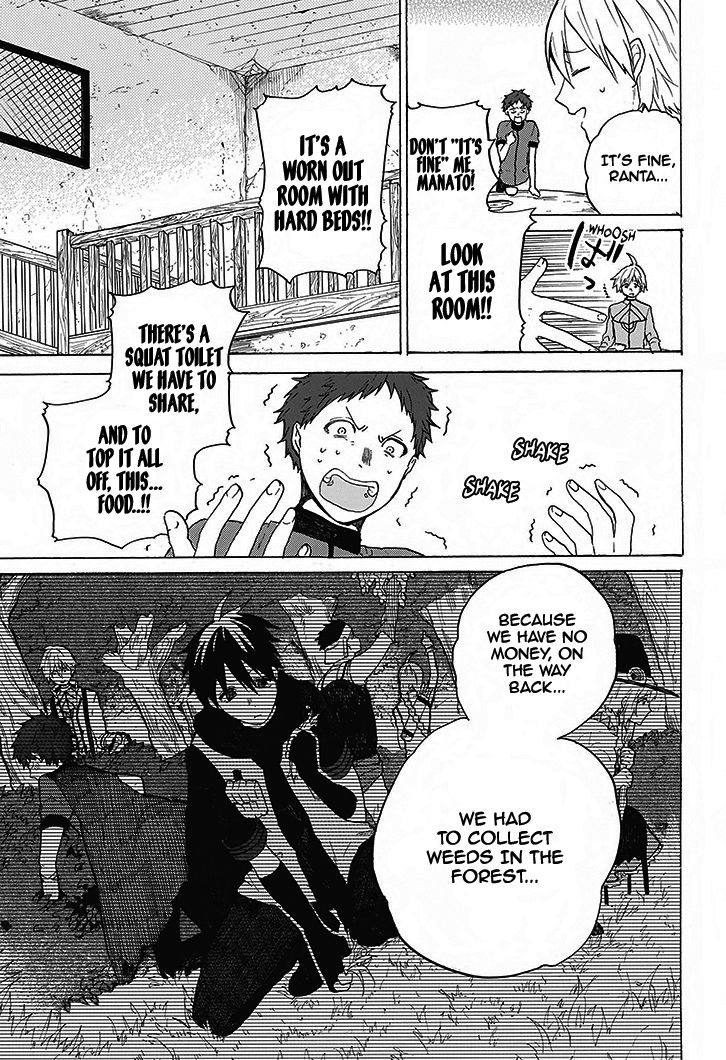 IT'S FINE,
RANTA...
DON'T "IT'S
FINE" ME,
MANATO!
WHOOSH
LOOK
AT THIS
ROOM!!
IT'S A
WORN OUT
ROOM WITH
HARD BEDS!!
SHAKE
SHAKE
THERE'S A
SQUAT TOILET
WE HAVE TO
SHARE,
AND TO
TOP IT ALL
OFF, THIS...
FOOD..!!
BECAUSE
WE HAVE NO
MONEY, ON
THE WAY
BACK...
WE HAD
TO COLLECT
WEEDS IN THE
FOREST...